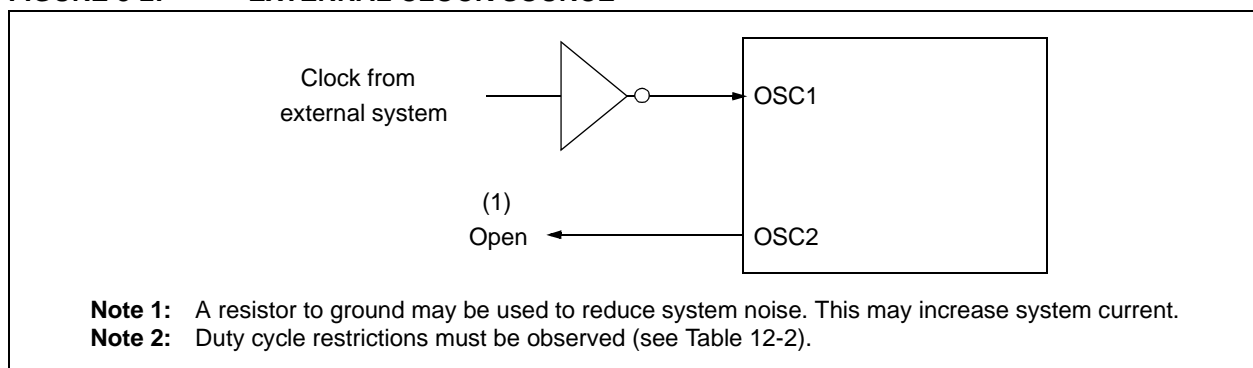 Clock from
external system
OSC1
(1)
Open
OSC2
Note 1: A resistor to ground may be used to reduce system noise. This may increase system current.
Note 2: Duty cycle restrictions must be observed (see Table 12-2).